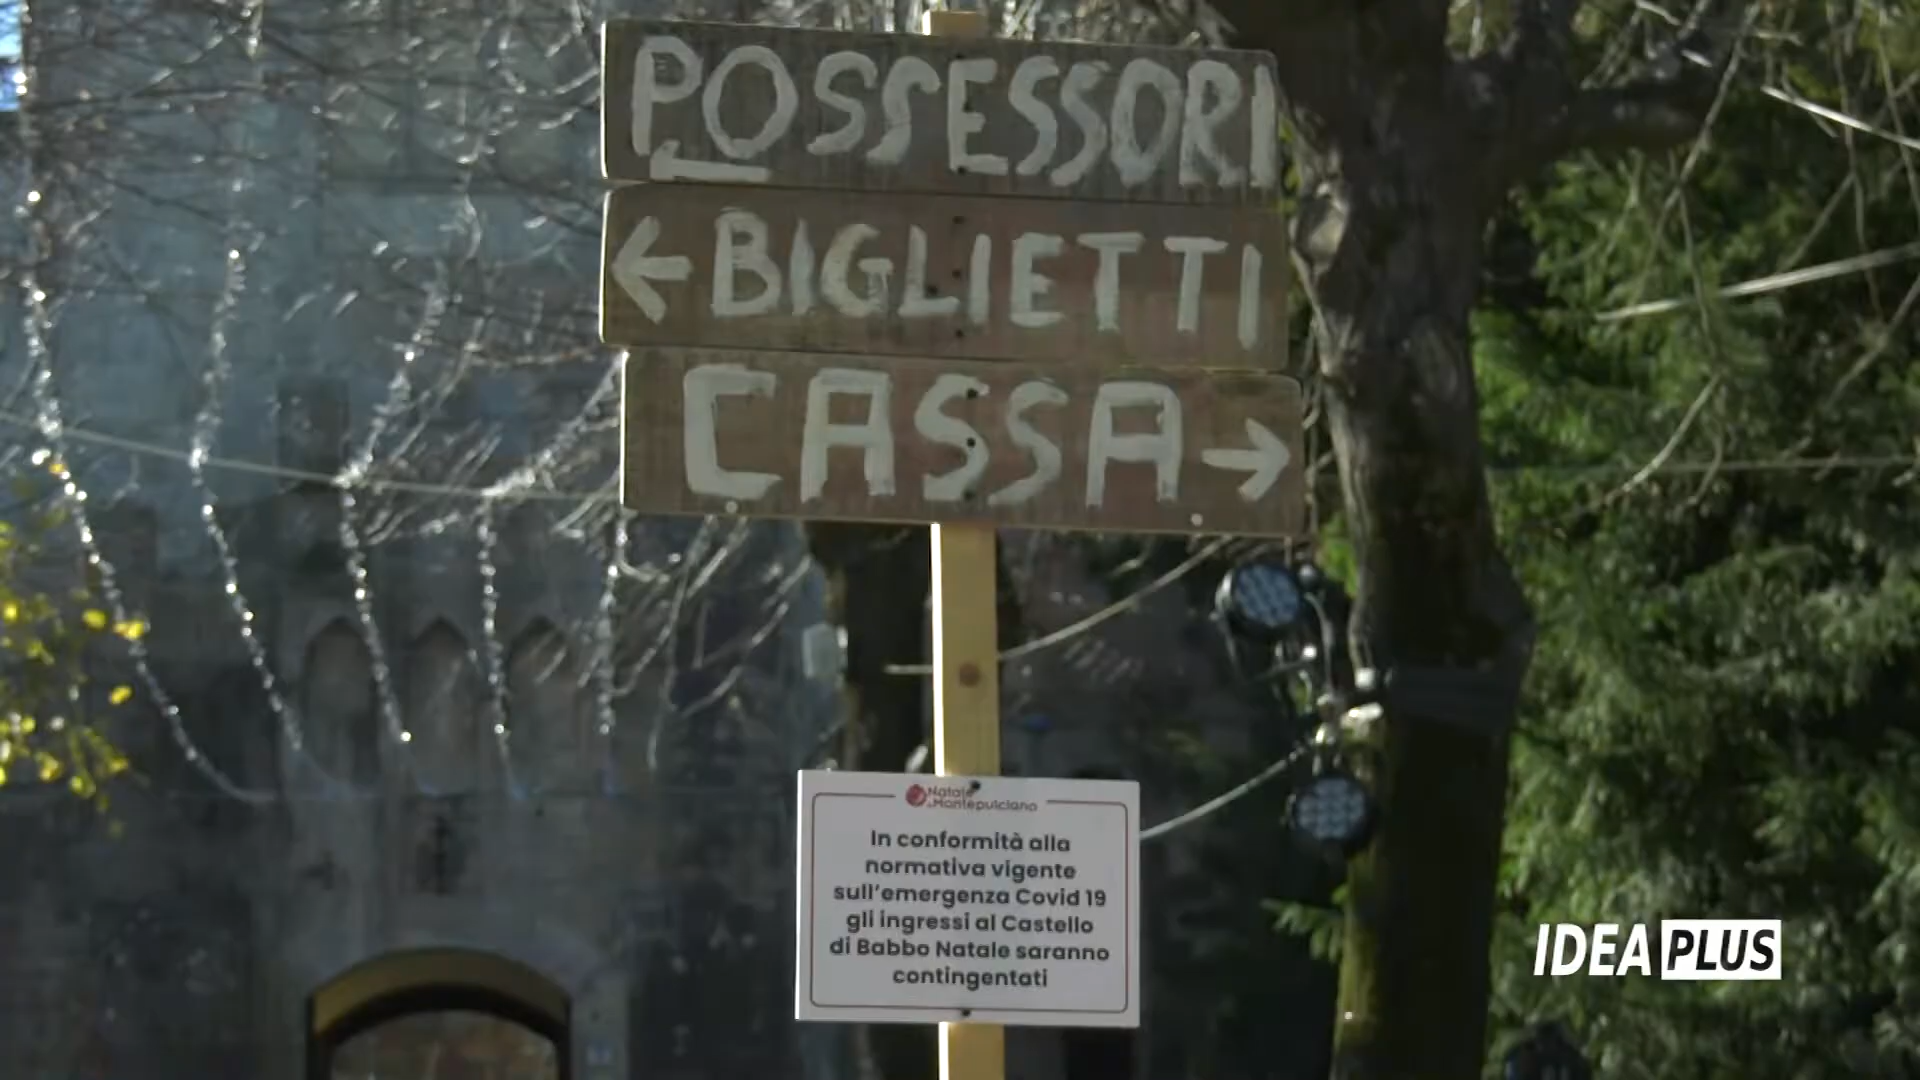 POSSESSORI
BIGLIETTI
CASSA
Natale
a Montepulciano
In conformità alla
normativa vigente
sull'emergenza Covid 19
gli ingressi al Castello
di Babbo Natale saranno
contingentati
IDEA PLUS